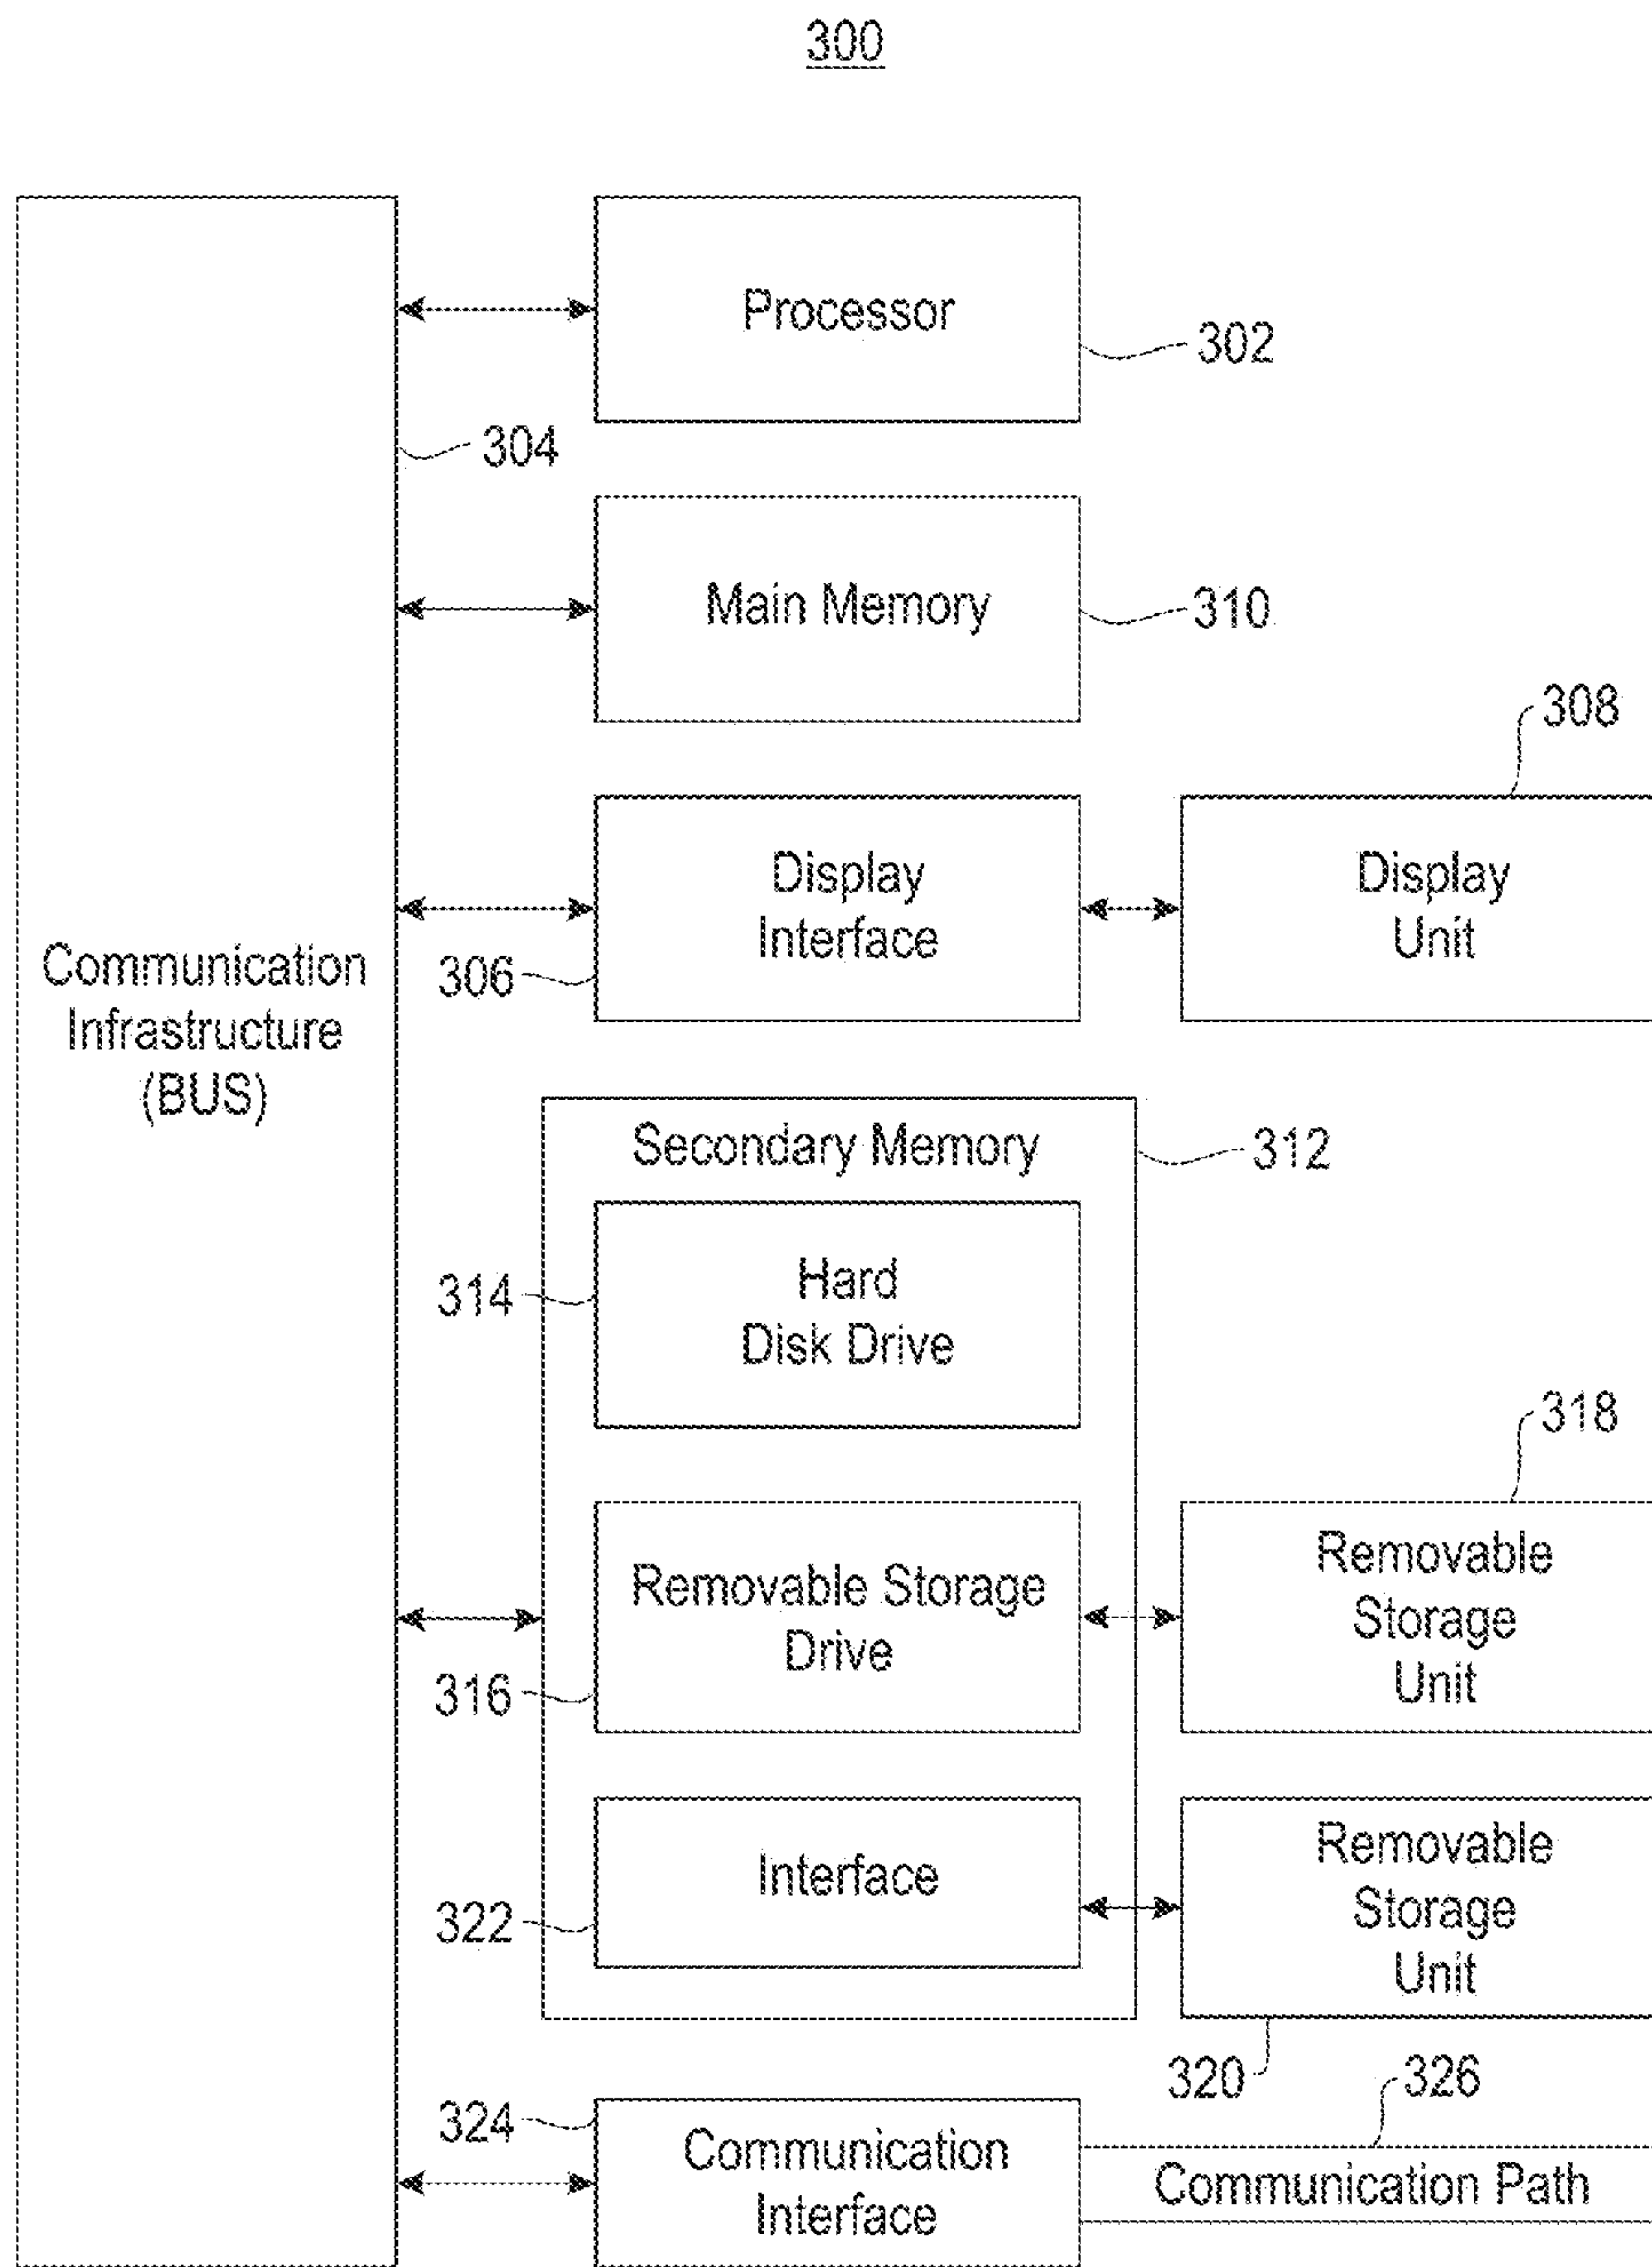 300
Processor
302
304
Main Memory
310
308
Display
Interface
306
Display
Unit
Communication
Infrastructure
(BUS)
Secondary Memory
312
Hard
Disk Drive
314
318
Removable Storage
Drive
316
Removable
Storage
Unit
Interface
322
Removable
Storage
Unit
320
324
Communication
Interface
326
Communication Path